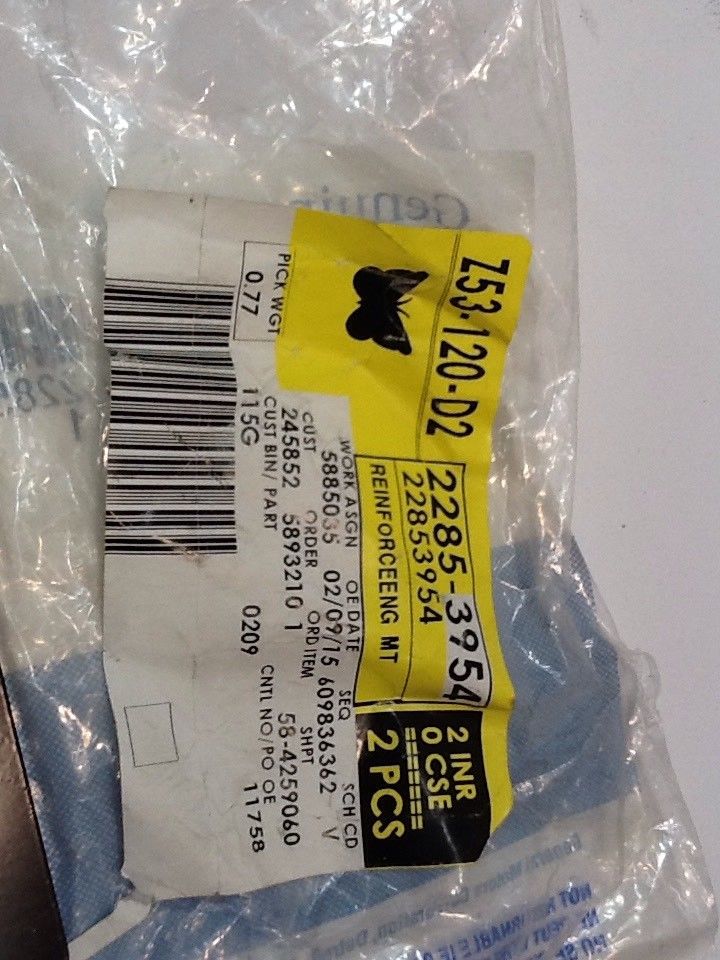 Genuin
Z53-120-D2
2285-3954
22853954
REINFORCEENG MT
2 INR
0 CSE
========
2 PCS
PICK WGT
0.77
WORK ASGN OE DATE SEQ SCH CD
5885035 02/09/15 609836362 V
CUST ORDER ORD ITEM SHPT
245852 5893210 1 58-4259060
CUST BIN/ PART CNTL NO/PO OE
115G 0209 11758